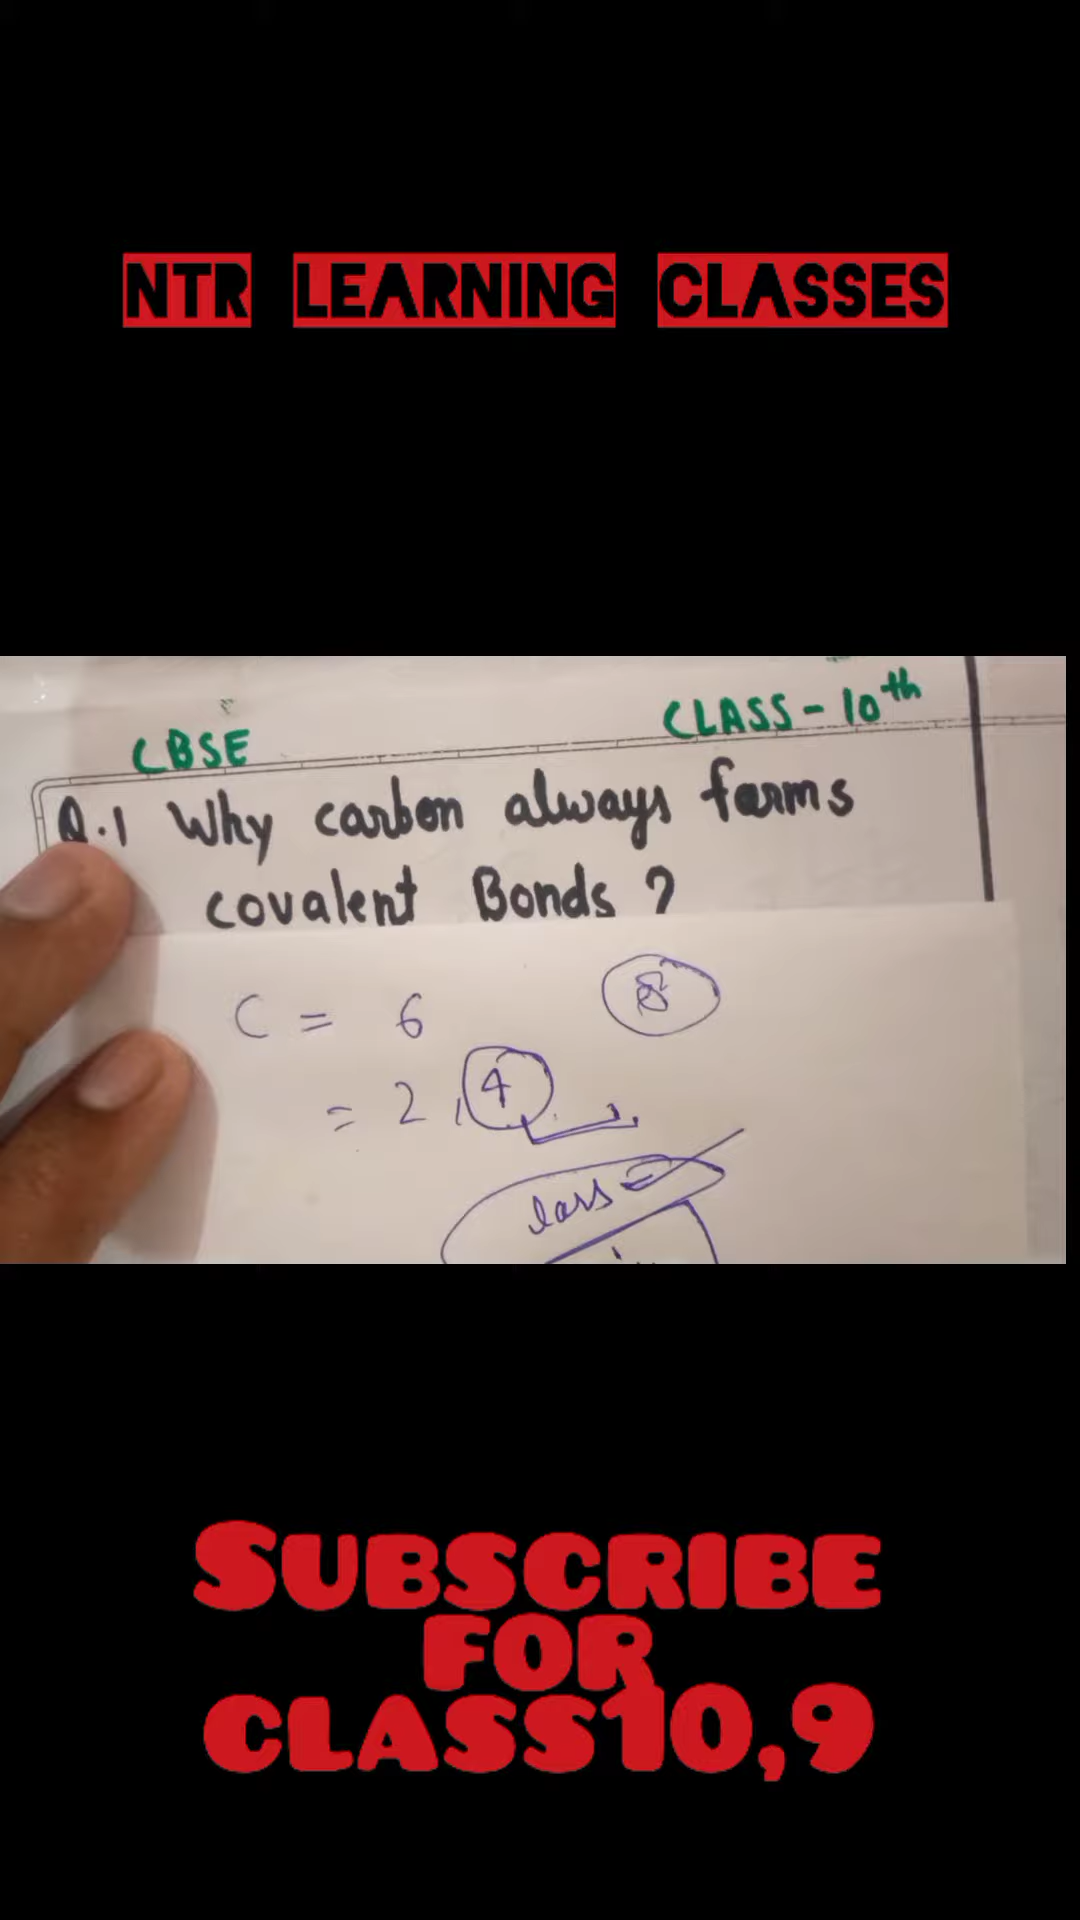 NTR LEARNING CLASSES
CBSE CLASS-10th
Q.1 Why carbon always forms
covalent Bonds ?
C = 6 8
= 2, 4
SUBSCRIBE
FOR
CLASS10,9